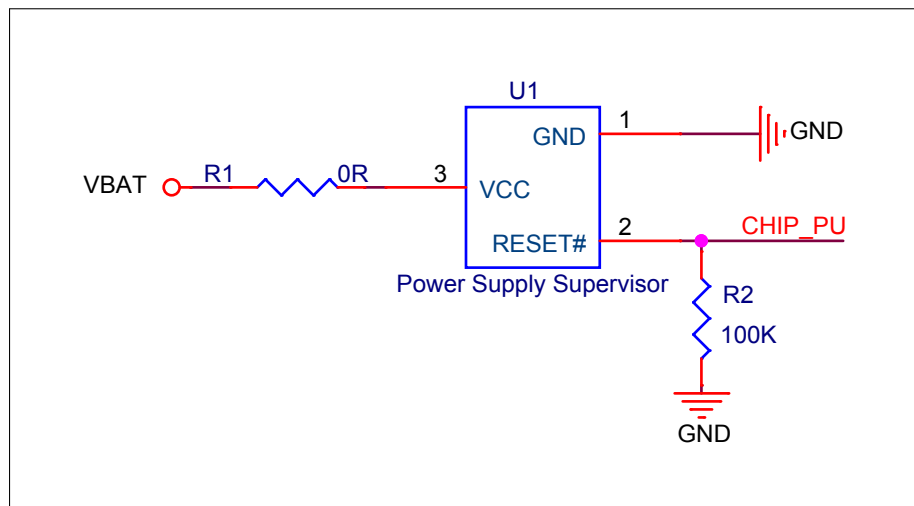 U1
1
GND
GND
VBAT
R1
0R
3
VCC
2
CHIP_PU
RESET#
Power Supply Supervisor
R2
100K
GND